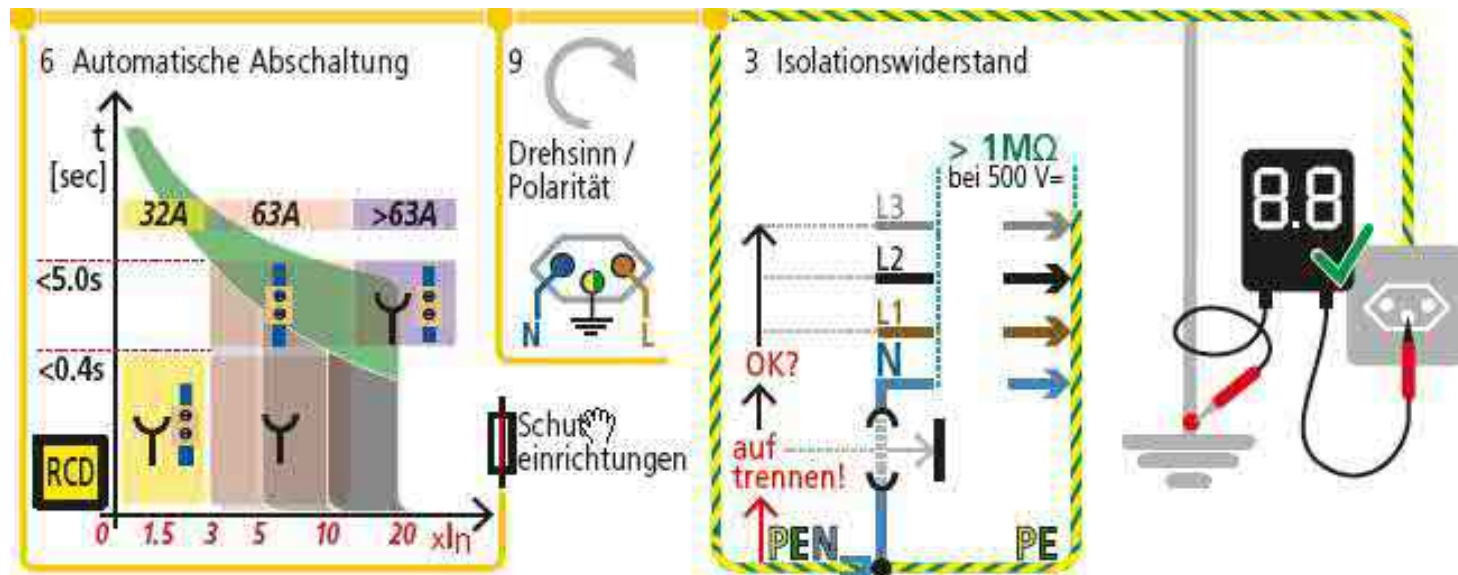 6 Automatische Abschaltung
t
[sec]
32A
63A
>63A
<5.0s
<0.4s
RCD
0
1.5
3
5
10
20
xIn
9
Drehsinn /
Polarität
N
L
Schutz
einrichtungen
3 Isolationswiderstand
> 1MΩ
bei 500 V=
L3
L2
L1
N
OK?
auf
trennen!
PEN
PE
8.8